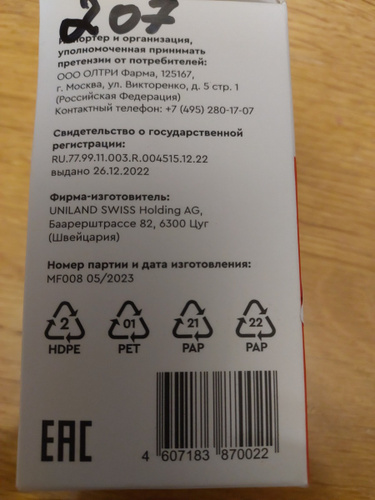 207
Импортер и организация,
уполномоченная принимать
претензии от потребителей:
ООО ОЛТРИ Фарма, 125167,
г. Москва, ул. Викторенко, д. 5 стр. 1
(Российская Федерация)
Контактный телефон: +7 (495) 280-17-07
Свидетельство о государственной
регистрации:
RU.77.99.11.003.R.004515.12.22
выдано 26.12.2022
Фирма-изготовитель:
UNILAND SWISS Holding AG,
Баарерштрассе 82, 6300 Цуг
(Швейцария)
Номер партии и дата изготовления:
MF008 05/2023
2 01 21 22
HDPE PET PAP PAP
EAC
4 607183 870022